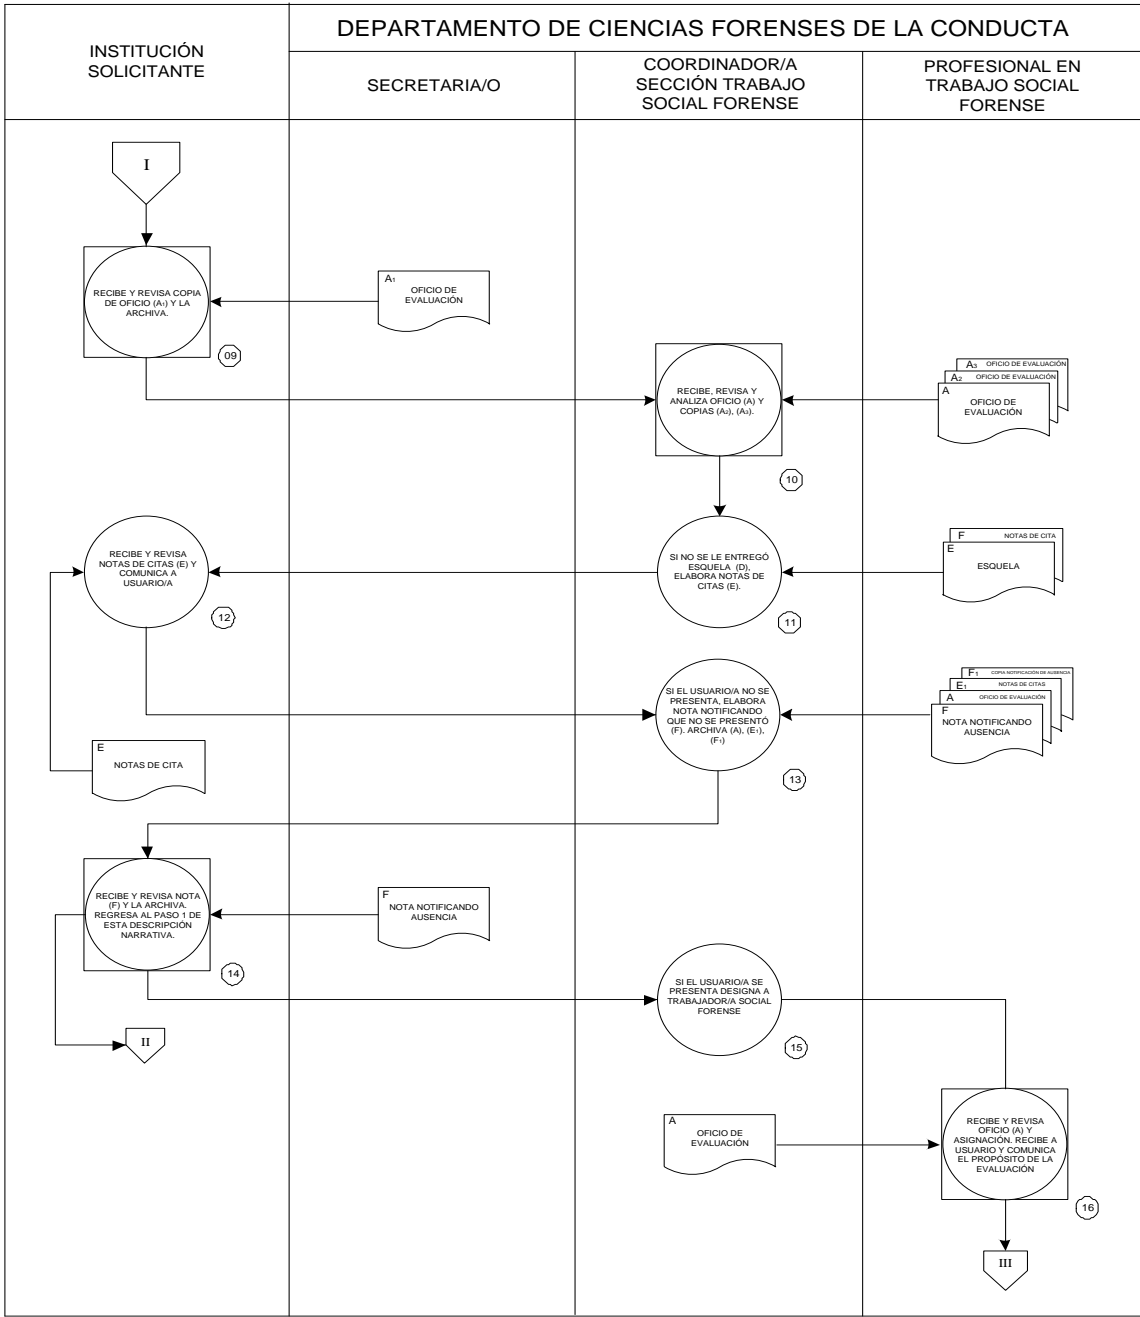 DEPARTAMENTO DE CIENCIAS FORENSES DE LA CONDUCTA
INSTITUCIÓN
SOLICITANTE
SECRETARIA/O
COORDINADOR/A
SECCIÓN TRABAJO
SOCIAL FORENSE
PROFESIONAL EN
TRABAJO SOCIAL
FORENSE
I
RECIBE Y REVISA COPIA
DE OFICIO (A₁) Y LA
ARCHIVA.
09
A₁
OFICIO DE
EVALUACIÓN
RECIBE, REVISA Y
ANALIZA OFICIO (A) Y
COPIAS (A₂), (A₃).
10
A₃ OFICIO DE EVALUACIÓN
A₂ OFICIO DE EVALUACIÓN
A
OFICIO DE
EVALUACIÓN
RECIBE Y REVISA
NOTAS DE CITAS (E) Y
COMUNICA A
USUARIO/A
12
SI NO SE LE ENTREGÓ
ESQUELA (D),
ELABORA NOTAS DE
CITAS (E).
11
F NOTAS DE CITA
E
ESQUELA
SI EL USUARIO/A NO SE
PRESENTA, ELABORA
NOTA NOTIFICANDO
QUE NO SE PRESENTÓ
(F). ARCHIVA (A), (E₁),
(F₁)
13
F₁ COPIA NOTIFICACIÓN DE AUSENCIA
E₁ NOTAS DE CITAS
A OFICIO DE EVALUACIÓN
F
NOTA NOTIFICANDO
AUSENCIA
E
NOTAS DE CITA
RECIBE Y REVISA NOTA
(F) Y LA ARCHIVA.
REGRESA AL PASO 1 DE
ESTA DESCRIPCIÓN
NARRATIVA.
14
F
NOTA NOTIFICANDO
AUSENCIA
II
SI EL USUARIO/A SE
PRESENTA DESIGNA A
TRABAJADOR/A SOCIAL
FORENSE
15
A
OFICIO DE
EVALUACIÓN
RECIBE Y REVISA
OFICIO (A) Y
ASIGNACIÓN. RECIBE A
USUARIO Y COMUNICA
EL PROPÓSITO DE LA
EVALUACIÓN
16
III